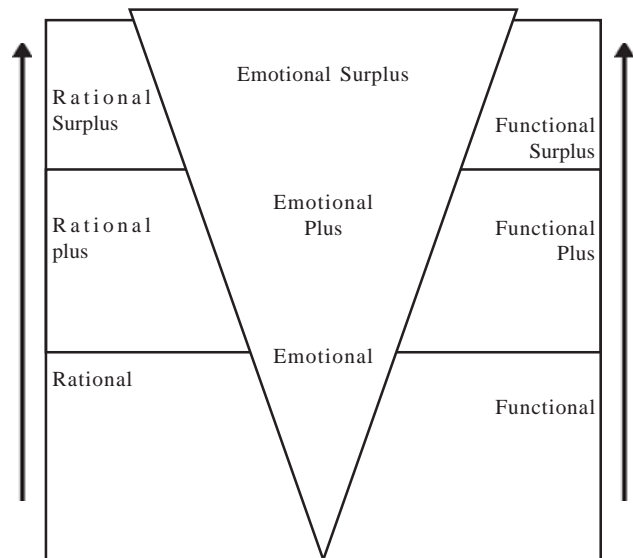 Emotional Surplus
Rational
Surplus
Functional
Surplus
Emotional
Plus
Rational
plus
Functional
Plus
Emotional
Rational
Functional